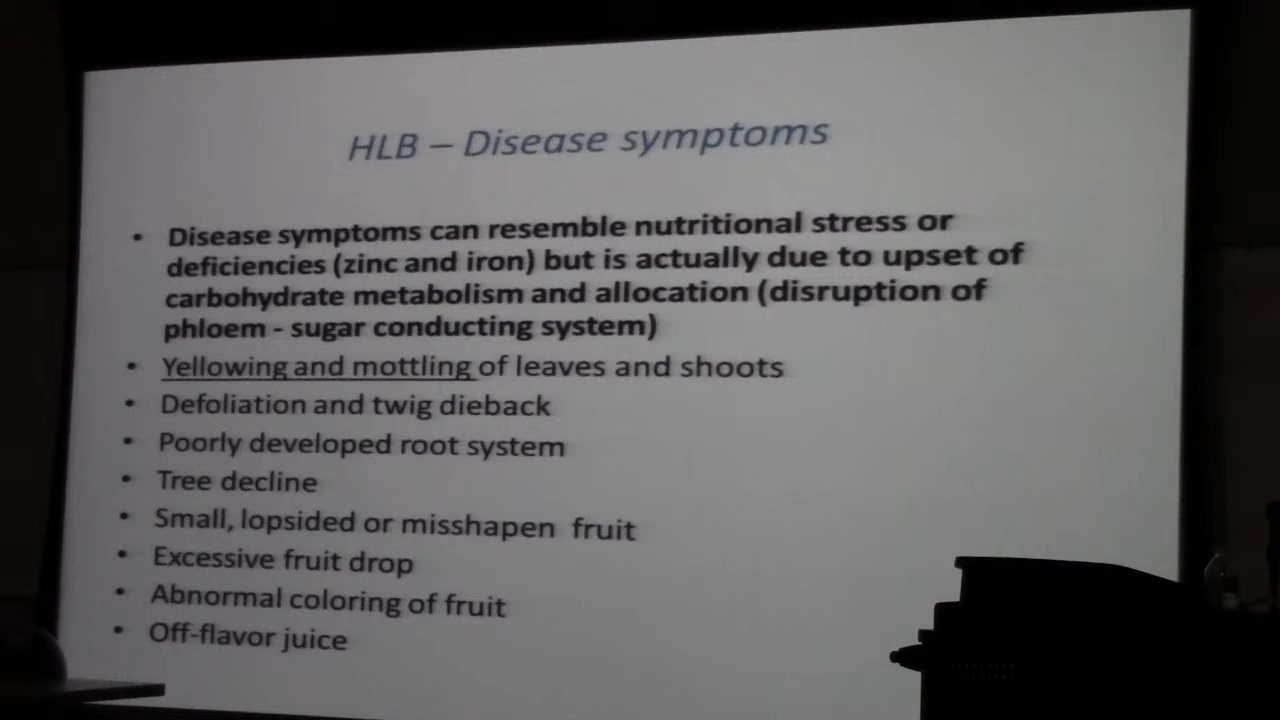 HLB – Disease symptoms
• Disease symptoms can resemble nutritional stress or
deficiencies (zinc and iron) but is actually due to upset of
carbohydrate metabolism and allocation (disruption of
phloem - sugar conducting system)
• Yellowing and mottling of leaves and shoots
• Defoliation and twig dieback
• Poorly developed root system
• Tree decline
• Small, lopsided or misshapen fruit
• Excessive fruit drop
• Abnormal coloring of fruit
• Off-flavor juice